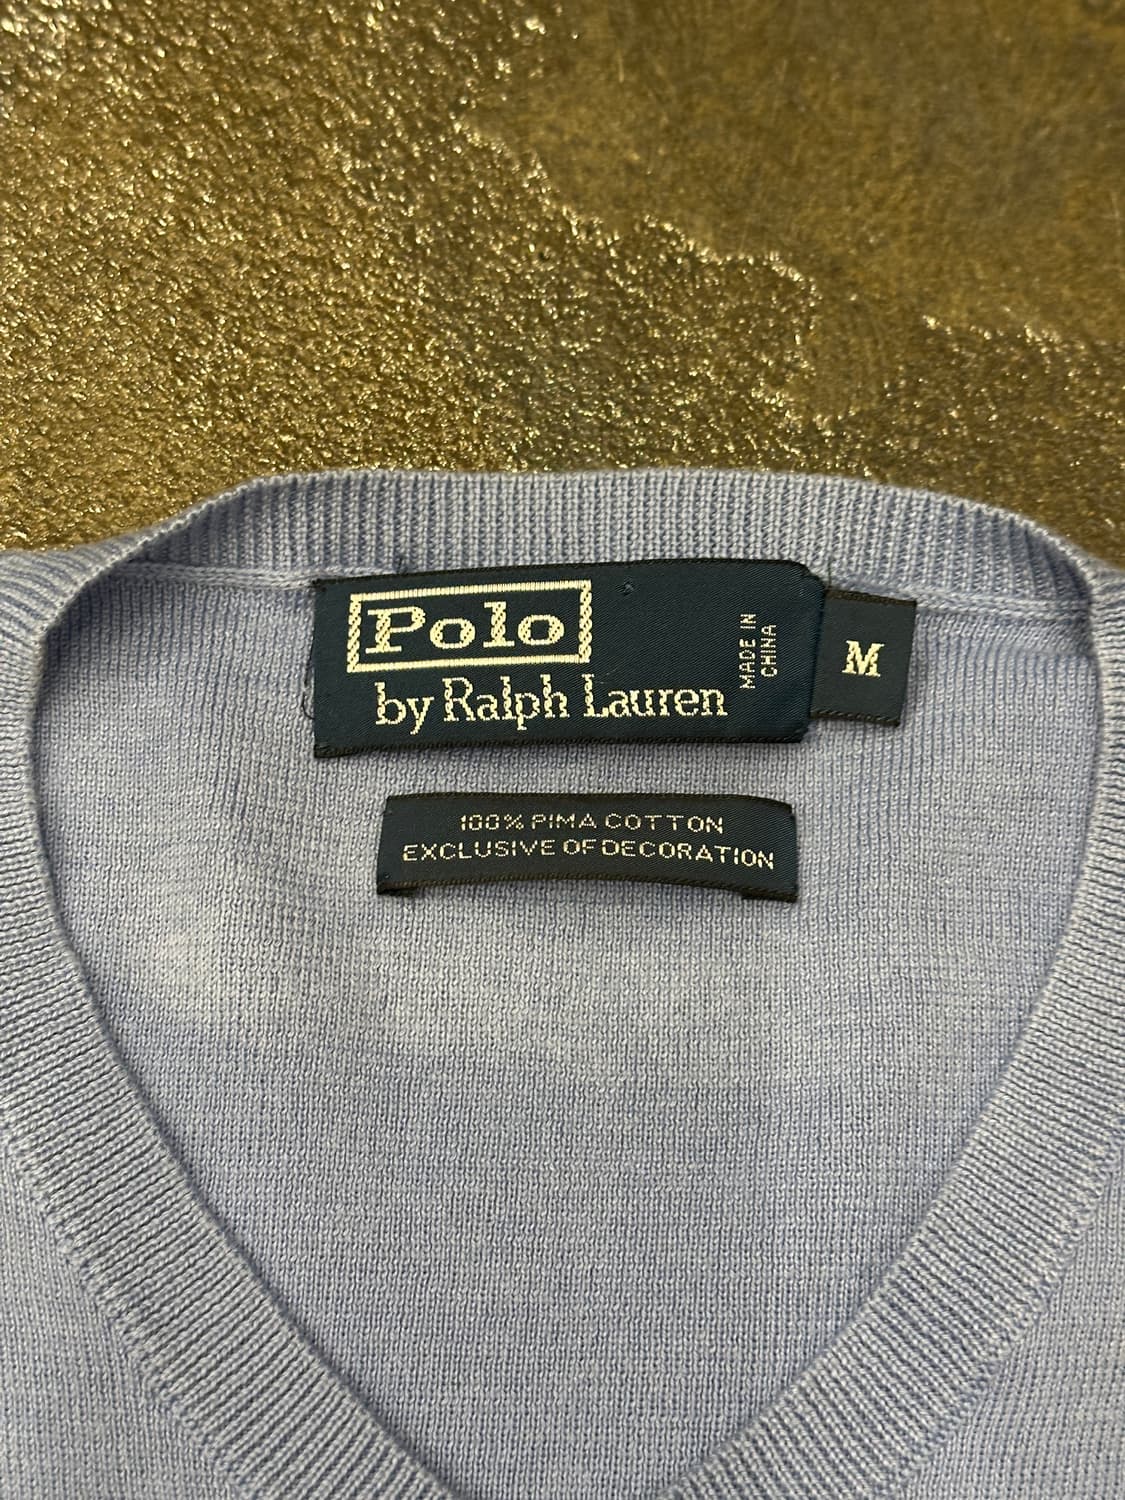 Polo
by Ralph Lauren
MADE IN
CHINA
M
100% PIMA COTTON
EXCLUSIVE OF DECORATION